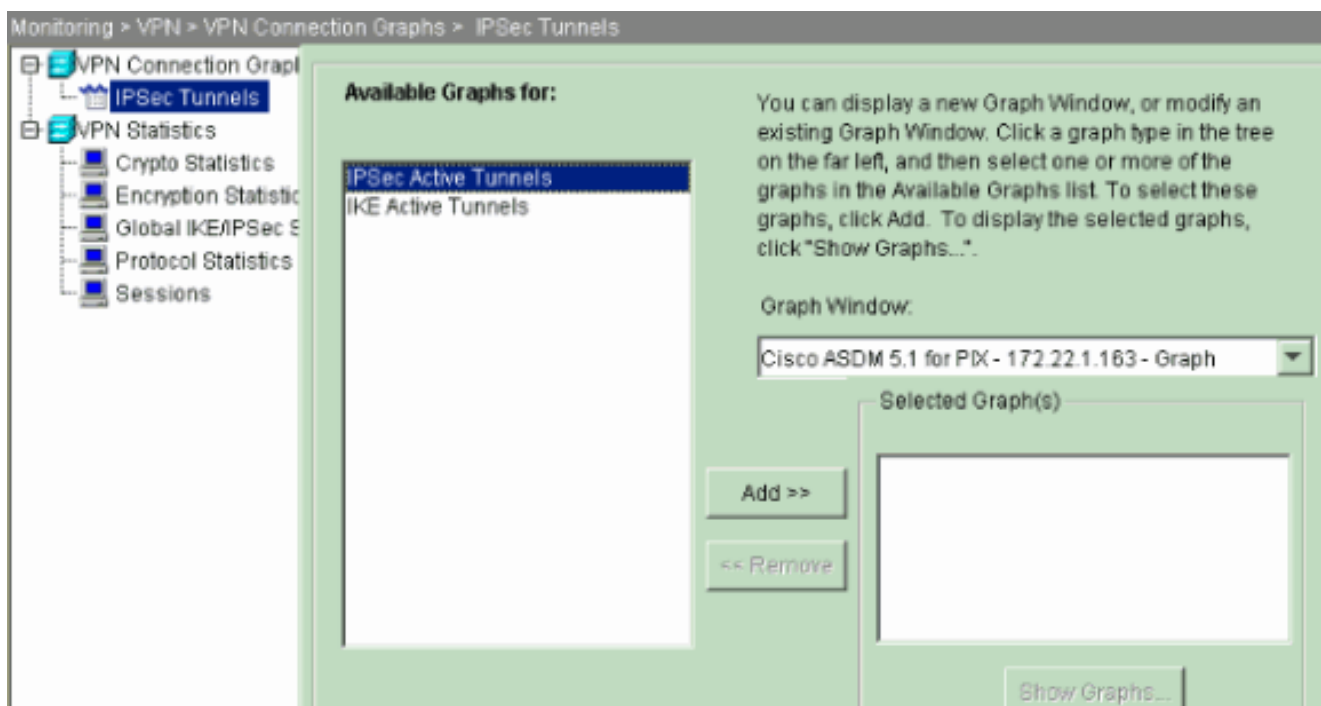 Monitoring > VPN > VPN Connection Graphs > IPSec Tunnels
VPN Connection Grapl
IPSec Tunnels
VPN Statistics
Crypto Statistics
Encryption Statistic
Global IKE/IPSec S
Protocol Statistics
Sessions
Available Graphs for:
IPSec Active Tunnels
IKE Active Tunnels
You can display a new Graph Window, or modify an
existing Graph Window. Click a graph type in the tree
on the far left, and then select one or more of the
graphs in the Available Graphs list. To select these
graphs, click Add. To display the selected graphs,
click "Show Graphs...".
Graph Window:
Cisco ASDM 5.1 for PIX - 172.22.1.163 - Graph
Selected Graph(s)
Add >>
<< Remove
Show Graphs...